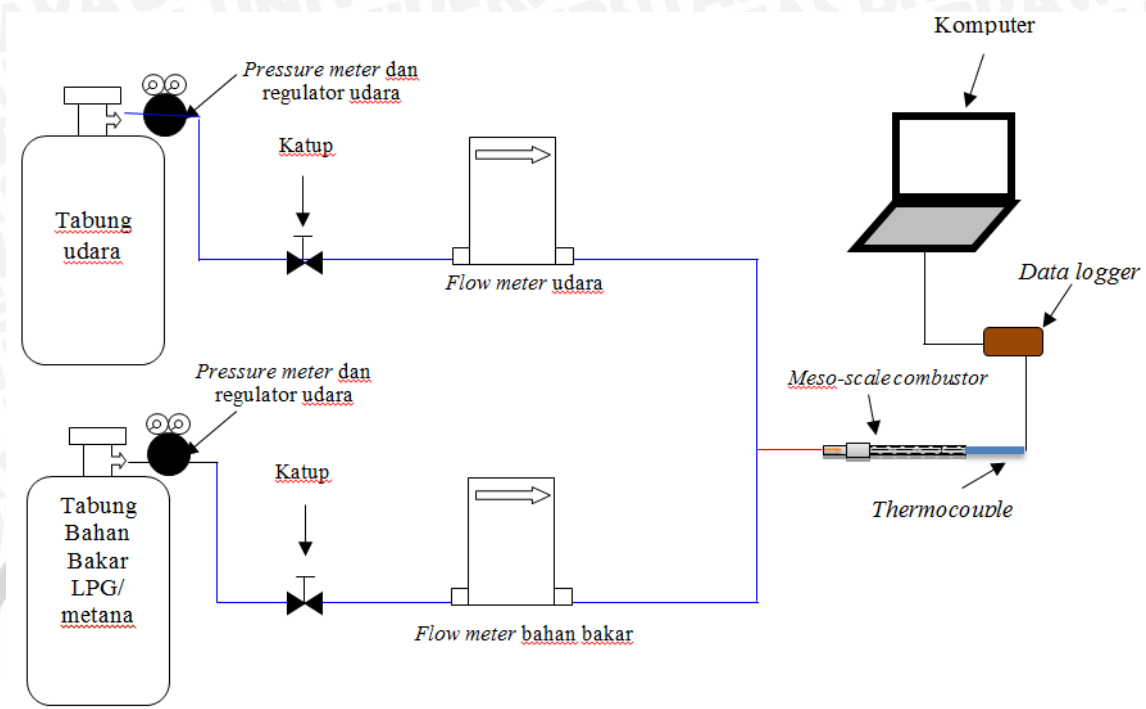 Komputer
Pressure meter dan
regulator udara
Katup
Tabung
udara
Flow meter udara
Data logger
Pressure meter dan
regulator udara
Meso-scale combustor
Katup
Thermocouple
Tabung
Bahan
Bakar
LPG/
metana
Flow meter bahan bakar